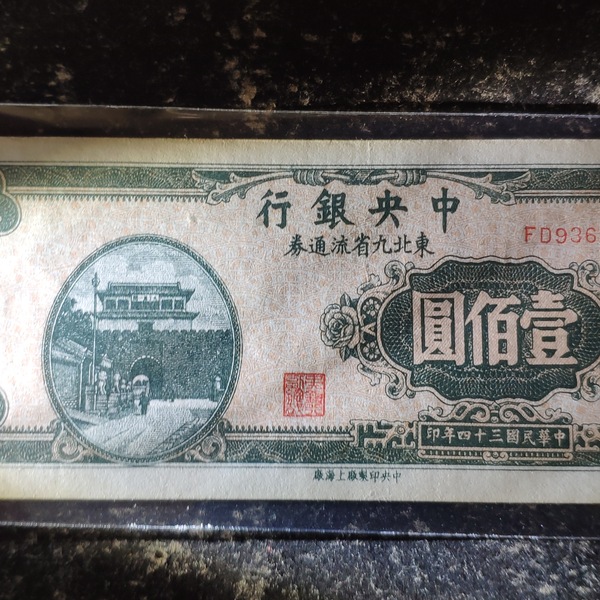 中央銀行
東北九省流通券
FD936
壹佰圓
中華民國三十四年印
中央印製廠上海廠